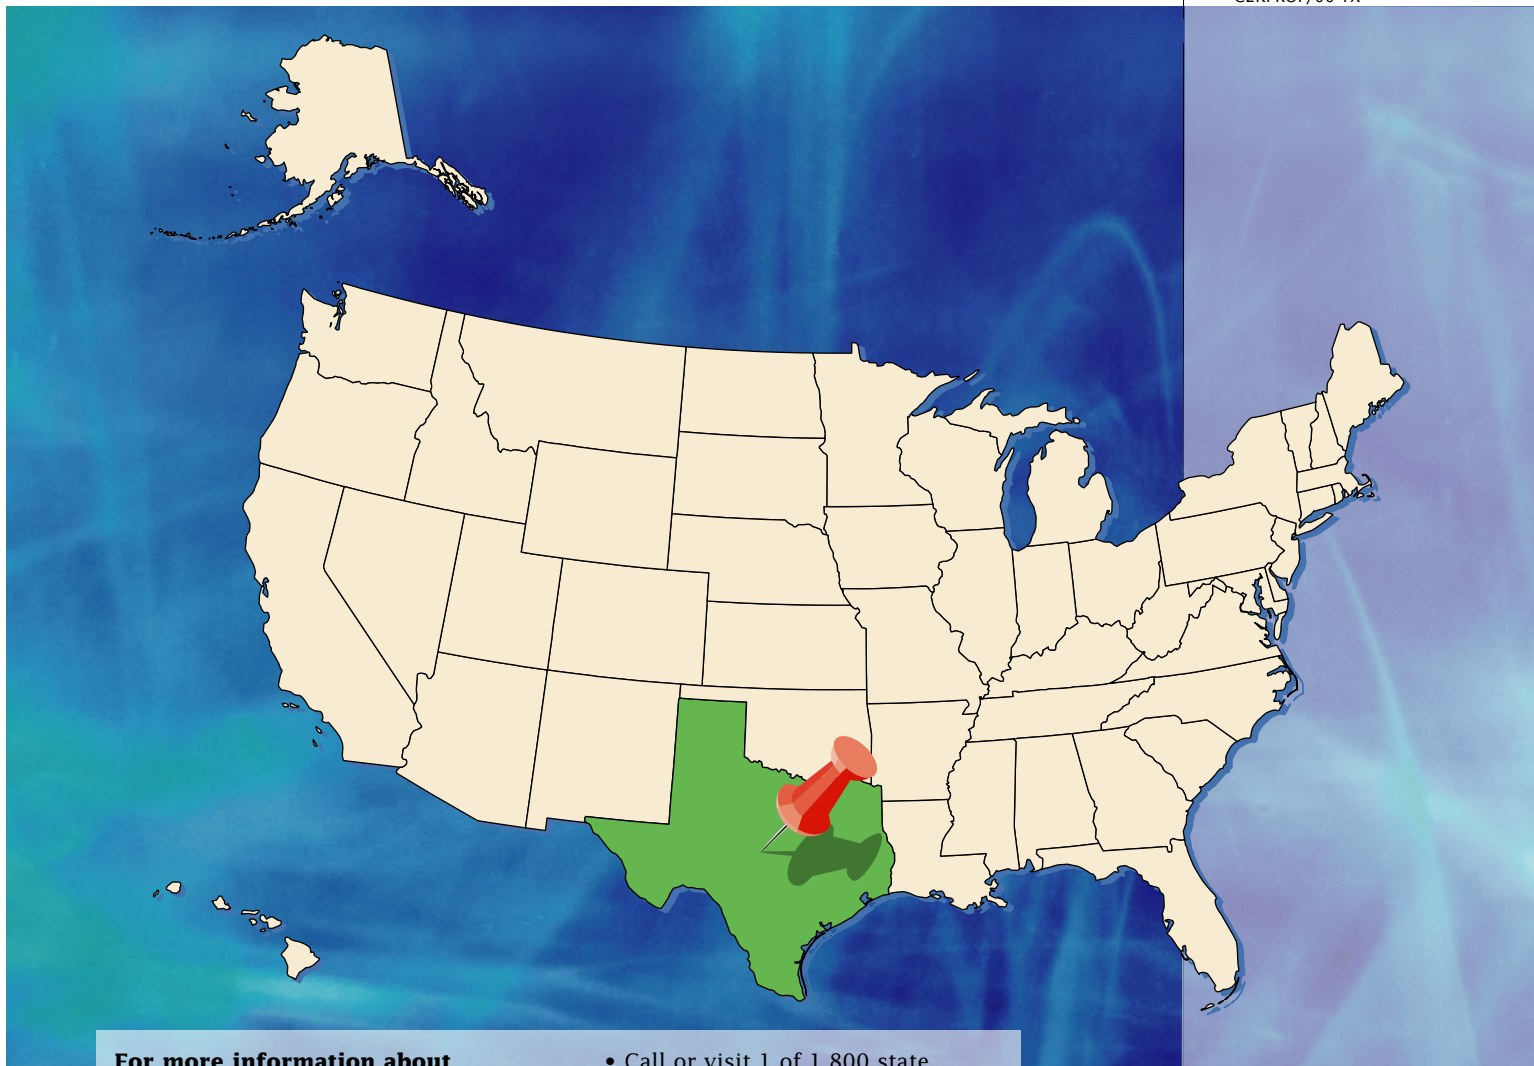 For more information about
• Call or visit 1 of 1,800 state